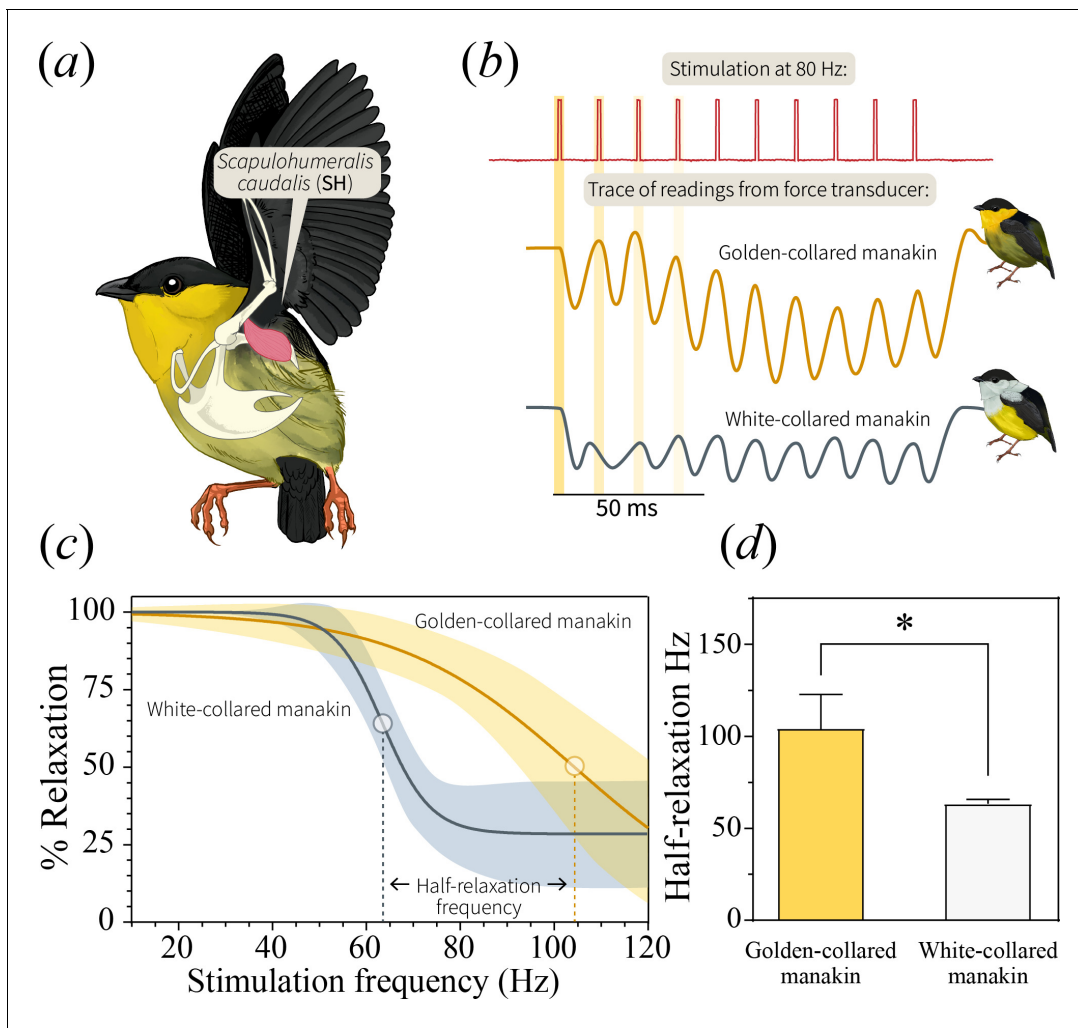 (a)
Scapulohumeralis
caudalis (SH)
(b)
Stimulation at 80 Hz:
Trace of readings from force transducer:
Golden-collared manakin
White-collared manakin
50 ms
(c)
% Relaxation
100
75
50
25
0
Golden-collared manakin
White-collared manakin
← Half-relaxation →
frequency
20 40 60 80 100 120
Stimulation frequency (Hz)
(d)
Half-relaxation Hz
150
100
50
0
*
Golden-collared
manakin
White-collared
manakin